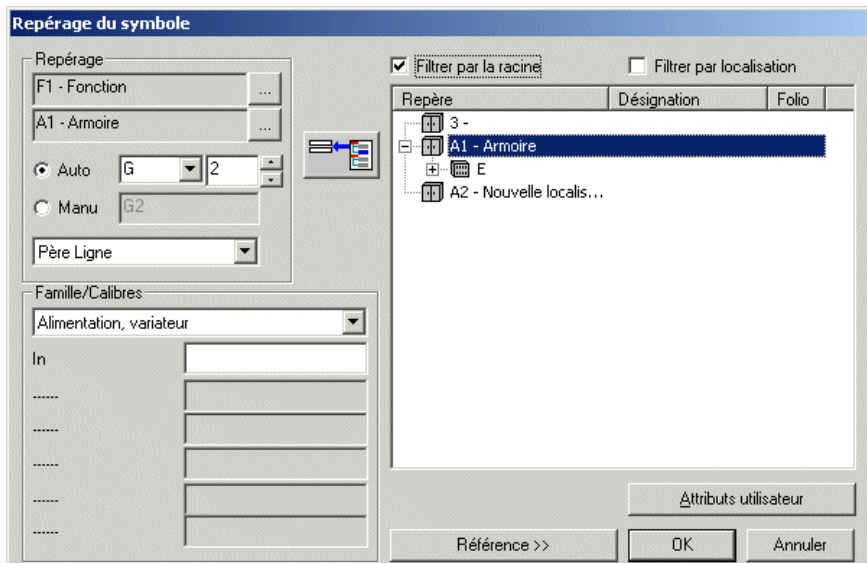 Repérage du symbole
Repérage
F1 - Fonction
...
A1 - Armoire
...
Auto
G
2
Manu
G2
Père Ligne
Famille/Calibres
Alimentation, variateur
In
------
------
------
------
------
Filtrer par la racine
Filtrer par localisation
Repère Désignation Folio
3 -
A1 - Armoire
E
A2 - Nouvelle localis...
Attributs utilisateur
Référence >>
OK
Annuler